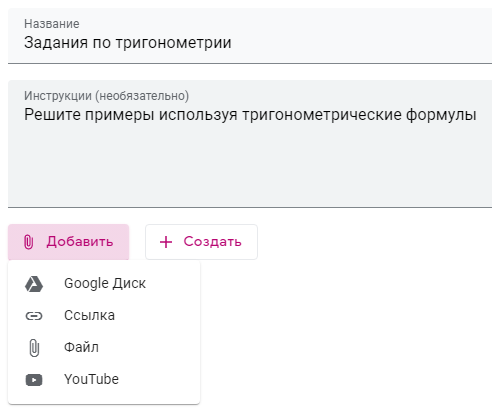 Название
Задания по тригонометрии
Инструкции (необязательно)
Решите примеры используя тригонометрические формулы
Добавить
Создать
Google Диск
Ссылка
Файл
YouTube